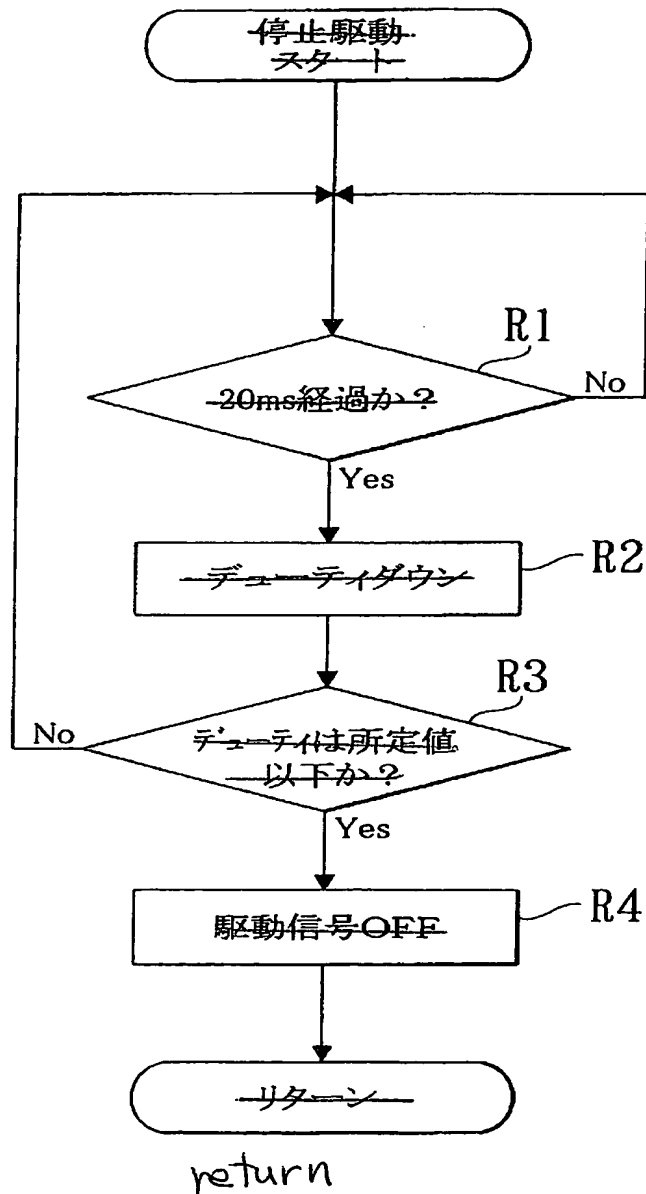 停止駆動
スタート
R1
20ms経過か？
No
Yes
デューティダウン
R2
R3
デューティは所定値
以下か？
No
Yes
駆動信号OFF
R4
リターン
return